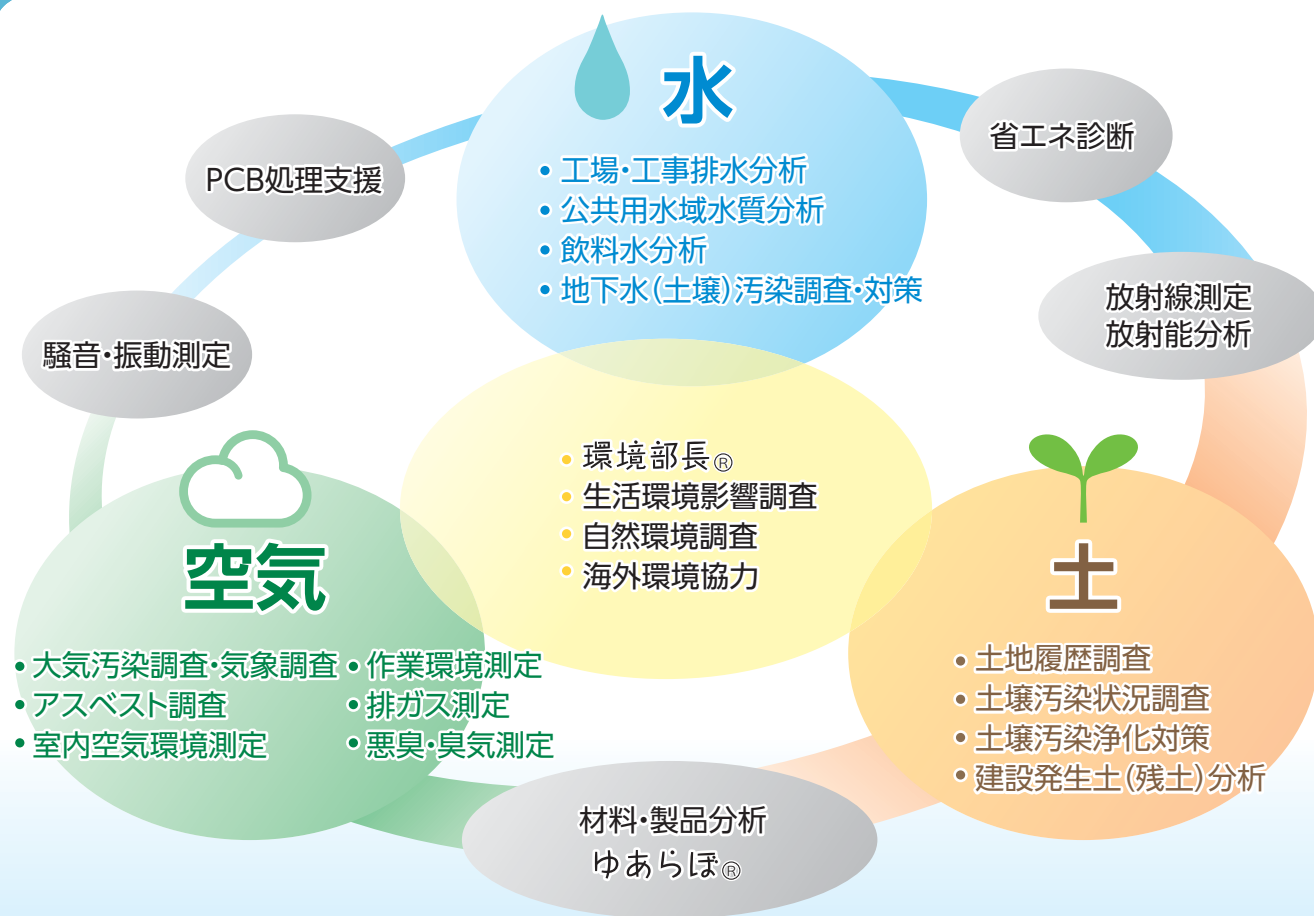 水
• 工場・工事排水分析
• 公共用水域水質分析
• 飲料水分析
• 地下水(土壌)汚染調査・対策
PCB処理支援
省エネ診断
騒音・振動測定
放射線測定
放射能分析
• 環境部長®
• 生活環境影響調査
• 自然環境調査
• 海外環境協力
空気
• 大気汚染調査・気象調査
• アスベスト調査
• 室内空気環境測定
• 作業環境測定
• 排ガス測定
• 悪臭・臭気測定
土
• 土地履歴調査
• 土壌汚染状況調査
• 土壌汚染浄化対策
• 建設発生土(残土)分析
材料・製品分析
ゆあらぼ®